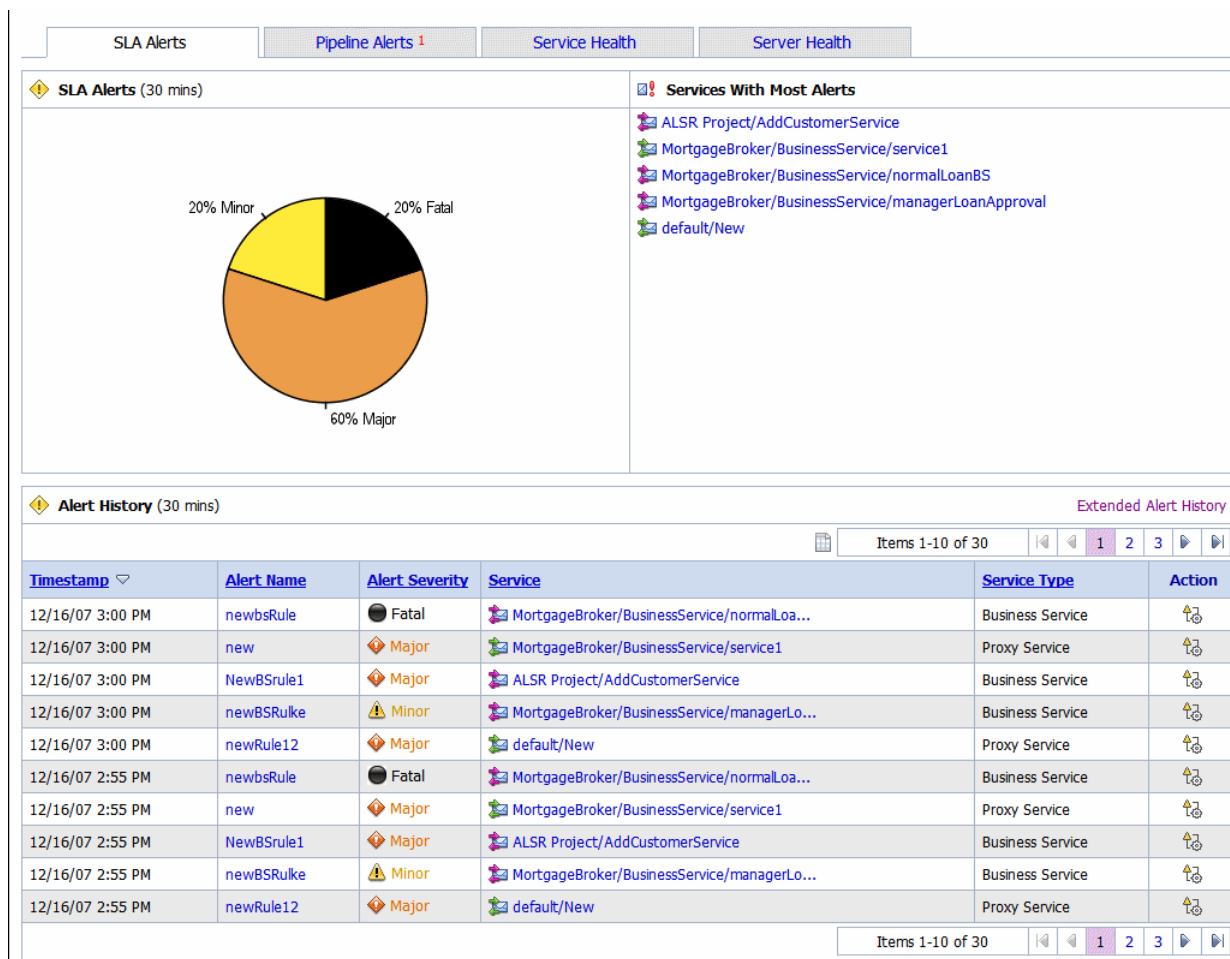 SLA Alerts Pipeline Alerts 1 Service Health Server Health
SLA Alerts (30 mins)
20% Minor
20% Fatal
60% Major
Services With Most Alerts
ALSR Project/AddCustomerService
MortgageBroker/BusinessService/service1
MortgageBroker/BusinessService/normalLoanBS
MortgageBroker/BusinessService/managerLoanApproval
default/New
Alert History (30 mins) Extended Alert History
Items 1-10 of 30 1 2 3
Timestamp Alert Name Alert Severity Service Service Type Action
12/16/07 3:00 PM newbsRule Fatal MortgageBroker/BusinessService/normalLoa... Business Service
12/16/07 3:00 PM new Major MortgageBroker/BusinessService/service1 Proxy Service
12/16/07 3:00 PM NewBSrule1 Major ALSR Project/AddCustomerService Business Service
12/16/07 3:00 PM newBSRulke Minor MortgageBroker/BusinessService/managerLo... Business Service
12/16/07 3:00 PM newRule12 Major default/New Proxy Service
12/16/07 2:55 PM newbsRule Fatal MortgageBroker/BusinessService/normalLoa... Business Service
12/16/07 2:55 PM new Major MortgageBroker/BusinessService/service1 Proxy Service
12/16/07 2:55 PM NewBSrule1 Major ALSR Project/AddCustomerService Business Service
12/16/07 2:55 PM newBSRulke Minor MortgageBroker/BusinessService/managerLo... Business Service
12/16/07 2:55 PM newRule12 Major default/New Proxy Service
Items 1-10 of 30 1 2 3